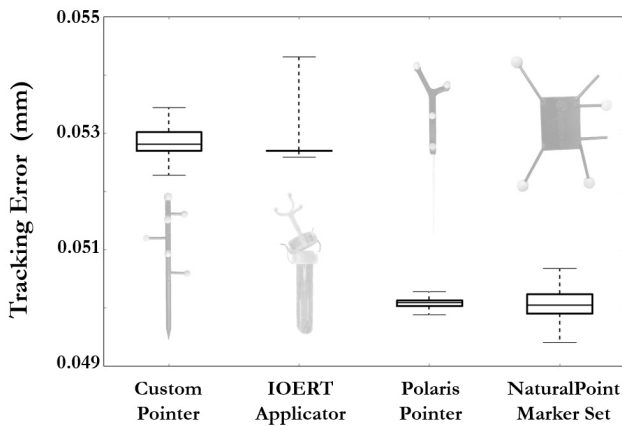 0.055
0.053
0.051
0.049
Tracking Error (mm)
Custom
Pointer
IOERT
Applicator
Polaris
Pointer
NaturalPoint
Marker Set